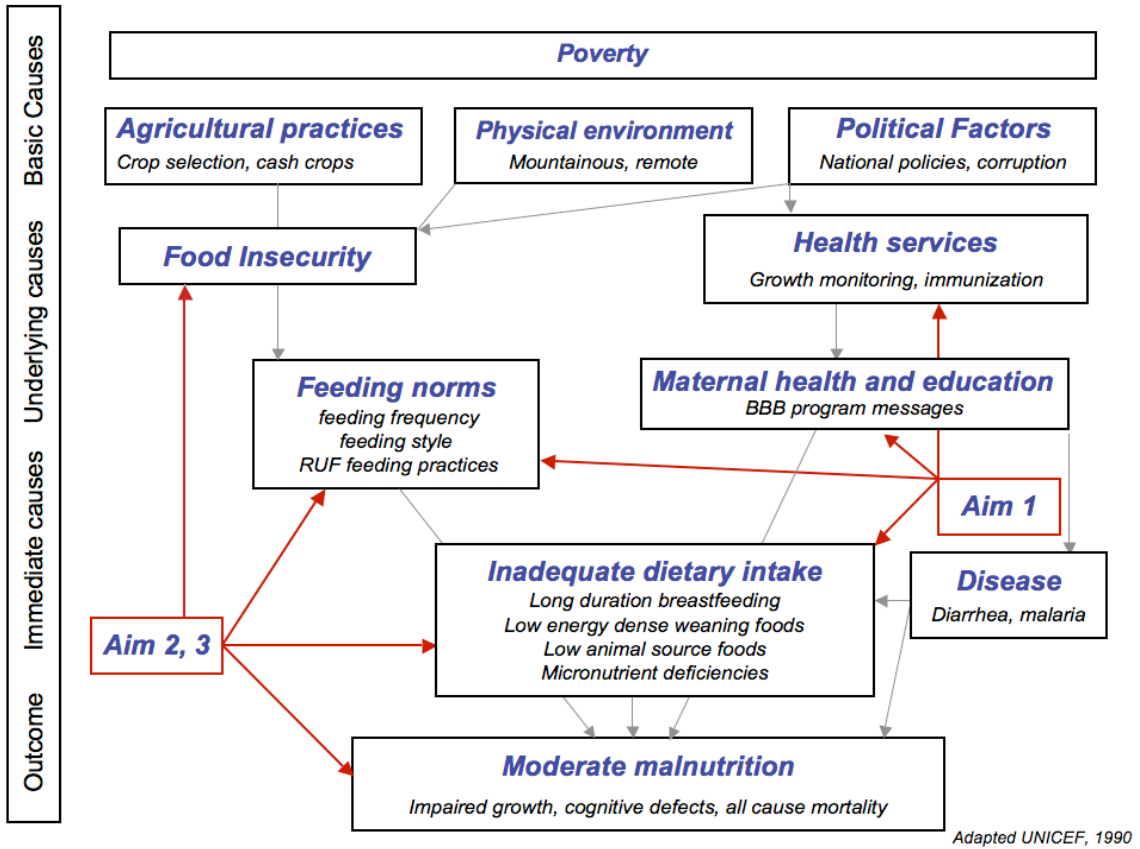 Basic Causes
Underlying causes
Immediate causes
Outcome
Poverty
Agricultural practices
Crop selection, cash crops
Physical environment
Mountainous, remote
Political Factors
National policies, corruption
Food Insecurity
Health services
Growth monitoring, immunization
Feeding norms
feeding frequency
feeding style
RUF feeding practices
Maternal health and education
BBB program messages
Aim 1
Inadequate dietary intake
Long duration breastfeeding
Low energy dense weaning foods
Low animal source foods
Micronutrient deficiencies
Disease
Diarrhea, malaria
Aim 2, 3
Moderate malnutrition
Impaired growth, cognitive defects, all cause mortality
Adapted UNICEF, 1990